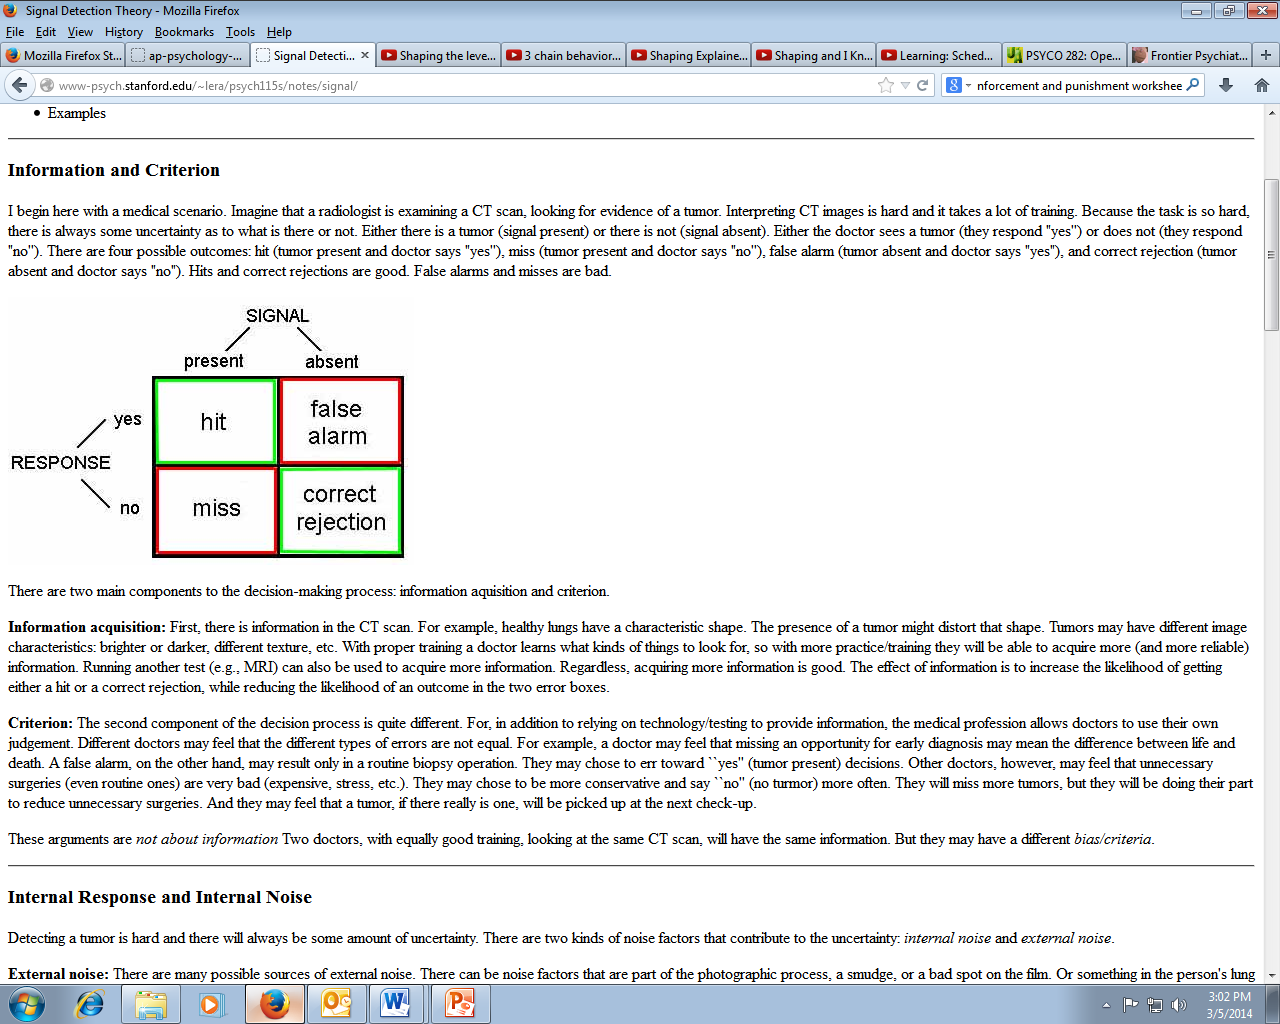 Signal Detection Theory - Mozilla Firefox
File Edit View History Bookmarks Tools Help
Mozilla Firefox St... ap-psychology-... Signal Detecti... Shaping the leve... 3 chain behavior... Shaping Explaine... Shaping and I Kn... Learning: Sched... PSYCO 282: Ope... Frontier Psychiat...
www-psych.stanford.edu/~lera/psych115s/notes/signal/ nforcement and punishment workshee
• Examples
Information and Criterion
I begin here with a medical scenario. Imagine that a radiologist is examining a CT scan, looking for evidence of a tumor. Interpreting CT images is hard and it takes a lot of training. Because the task is so hard,
there is always some uncertainty as to what is there or not. Either there is a tumor (signal present) or there is not (signal absent). Either the doctor sees a tumor (they respond "yes'') or does not (they respond
"no''). There are four possible outcomes: hit (tumor present and doctor says "yes''), miss (tumor present and doctor says "no''), false alarm (tumor absent and doctor says "yes"), and correct rejection (tumor
absent and doctor says "no"). Hits and correct rejections are good. False alarms and misses are bad.
SIGNAL
present absent
yes
hit
false
alarm
RESPONSE
no
miss
correct
rejection
There are two main components to the decision-making process: information aquisition and criterion.
Information acquisition: First, there is information in the CT scan. For example, healthy lungs have a characteristic shape. The presence of a tumor might distort that shape. Tumors may have different image
characteristics: brighter or darker, different texture, etc. With proper training a doctor learns what kinds of things to look for, so with more practice/training they will be able to acquire more (and more reliable)
information. Running another test (e.g., MRI) can also be used to acquire more information. Regardless, acquiring more information is good. The effect of information is to increase the likelihood of getting
either a hit or a correct rejection, while reducing the likelihood of an outcome in the two error boxes.
Criterion: The second component of the decision process is quite different. For, in addition to relying on technology/testing to provide information, the medical profession allows doctors to use their own
judgement. Different doctors may feel that the different types of errors are not equal. For example, a doctor may feel that missing an opportunity for early diagnosis may mean the difference between life and
death. A false alarm, on the other hand, may result only in a routine biopsy operation. They may chose to err toward ``yes'' (tumor present) decisions. Other doctors, however, may feel that unnecessary
surgeries (even routine ones) are very bad (expensive, stress, etc.). They may chose to be more conservative and say ``no'' (no turmor) more often. They will miss more tumors, but they will be doing their part
to reduce unnecessary surgeries. And they may feel that a tumor, if there really is one, will be picked up at the next check-up.
These arguments are not about information Two doctors, with equally good training, looking at the same CT scan, will have the same information. But they may have a different bias/criteria.
Internal Response and Internal Noise
Detecting a tumor is hard and there will always be some amount of uncertainty. There are two kinds of noise factors that contribute to the uncertainty: internal noise and external noise.
External noise: There are many possible sources of external noise. There can be noise factors that are part of the photographic process, a smudge, or a bad spot on the film. Or something in the person's lung
3:02 PM
3/5/2014